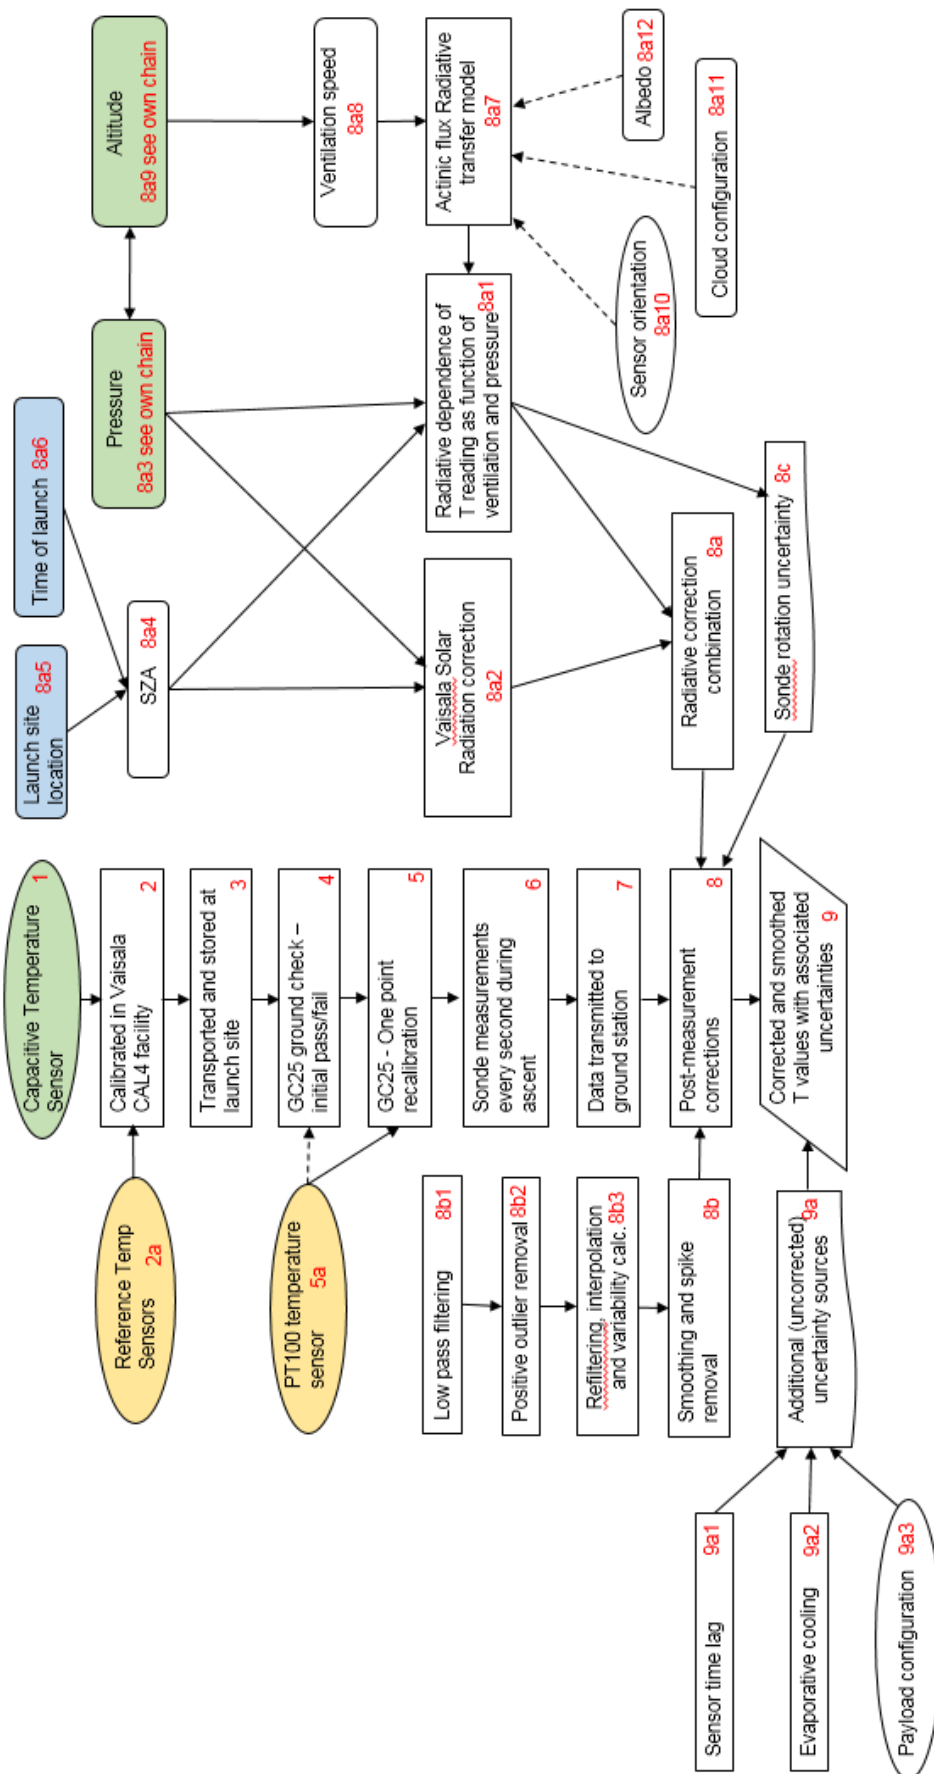 Capacitive Temperature
Sensor 1
Calibrated in Vaisala
CAL4 facility 2
Transported and stored at
launch site 3
GC25 ground check –
initial pass/fail 4
GC25 - One point
recalibration 5
Sonde measurements
every second during
ascent 6
Data transmitted to
ground station 7
Post-measurement
corrections 8
Corrected and smoothed
T values with associated
uncertainties 9
Reference Temp
Sensors 2a
PT100 temperature
sensor 5a
Low pass filtering 8b1
Positive outlier removal 8b2
Refiltering, interpolation
and variability calc. 8b3
Smoothing and spike
removal 8b
Additional (uncorrected)
uncertainty sources 9a
Sensor time lag 9a1
Evaporative cooling 9a2
Payload configuration 9a3
Launch site
location 8a5
Time of launch 8a6
SZA 8a4
Pressure
8a3 see own chain
Altitude
8a9 see own chain
Ventilation speed
8a8
Vaisala Solar
Radiation correction
8a2
Radiative dependence of
T reading as function of
ventilation and pressure 8a1
Actinic flux Radiative
transfer model
8a7
Sensor orientation
8a10
Cloud configuration 8a11
Albedo 8a12
Radiative correction
combination 8a
Sonde rotation uncertainty 8c